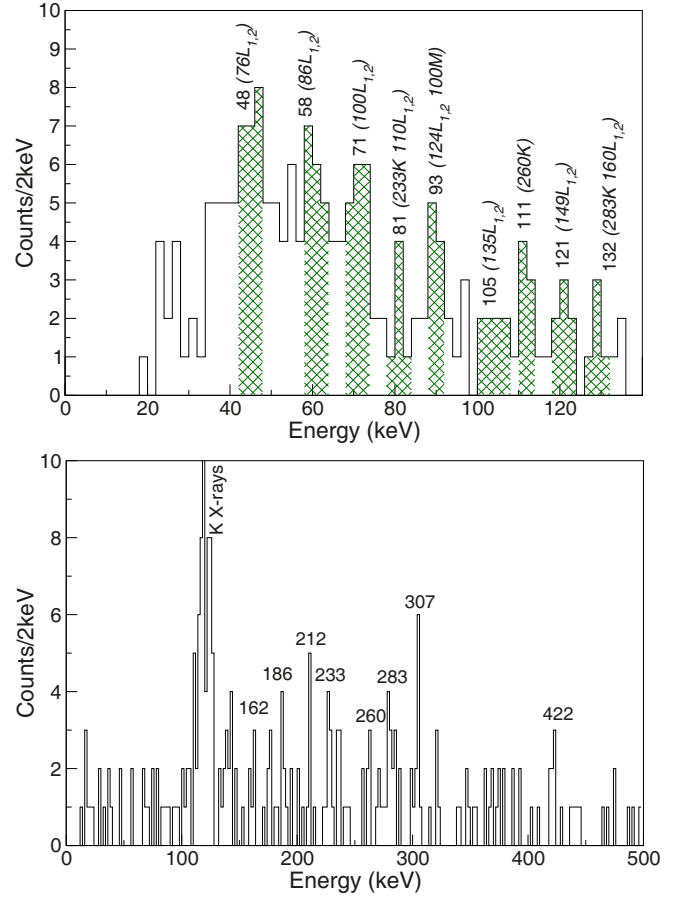 10
9
8
7
6
5
4
3
2
1
0
Counts/2keV
48 (76L1,2)
58 (86L1,2)
71 (100L1,2)
81 (233K 110L1,2)
93 (124L1,2 100M)
105 (135L1,2)
111 (260K)
121 (149L1,2)
132 (283K 160L1,2)
0 20 40 60 80 100 120
Energy (keV)
10
8
6
4
2
0
Counts/2keV
K X-rays
162
186
212
233
260
283
307
422
0 100 200 300 400 500
Energy (keV)